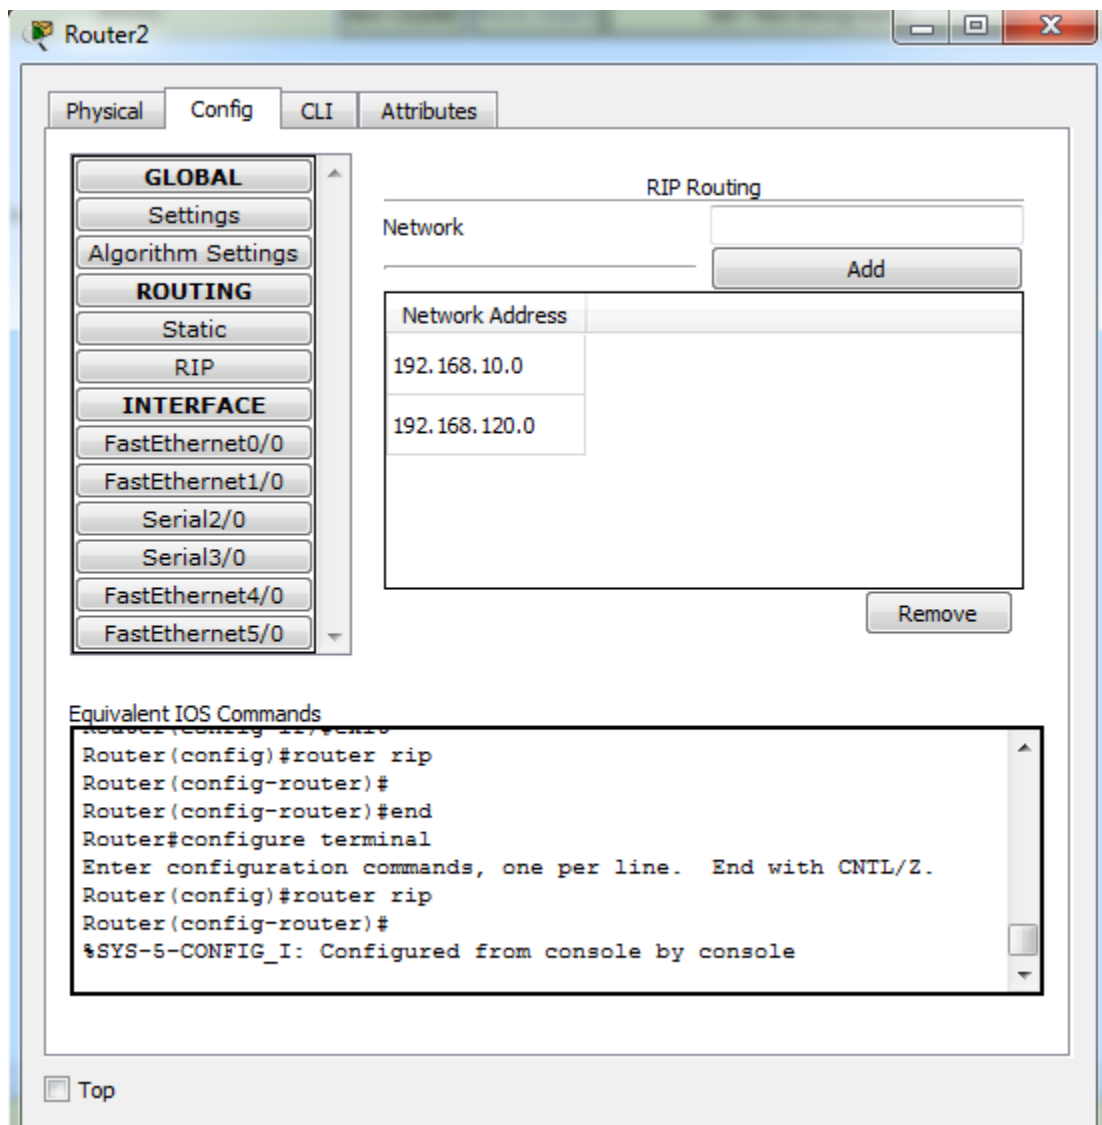 Router2
Physical
Config
CLI
Attributes
GLOBAL
Settings
Algorithm Settings
ROUTING
Static
RIP
INTERFACE
FastEthernet0/0
FastEthernet1/0
Serial2/0
Serial3/0
FastEthernet4/0
FastEthernet5/0
RIP Routing
Network
Add
Network Address
192.168.10.0
192.168.120.0
Remove
Equivalent IOS Commands
Router(config)#router rip
Router(config-router)#
Router(config-router)#end
Router#configure terminal
Enter configuration commands, one per line.  End with CNTL/Z.
Router(config)#router rip
Router(config-router)#
%SYS-5-CONFIG_I: Configured from console by console
Top